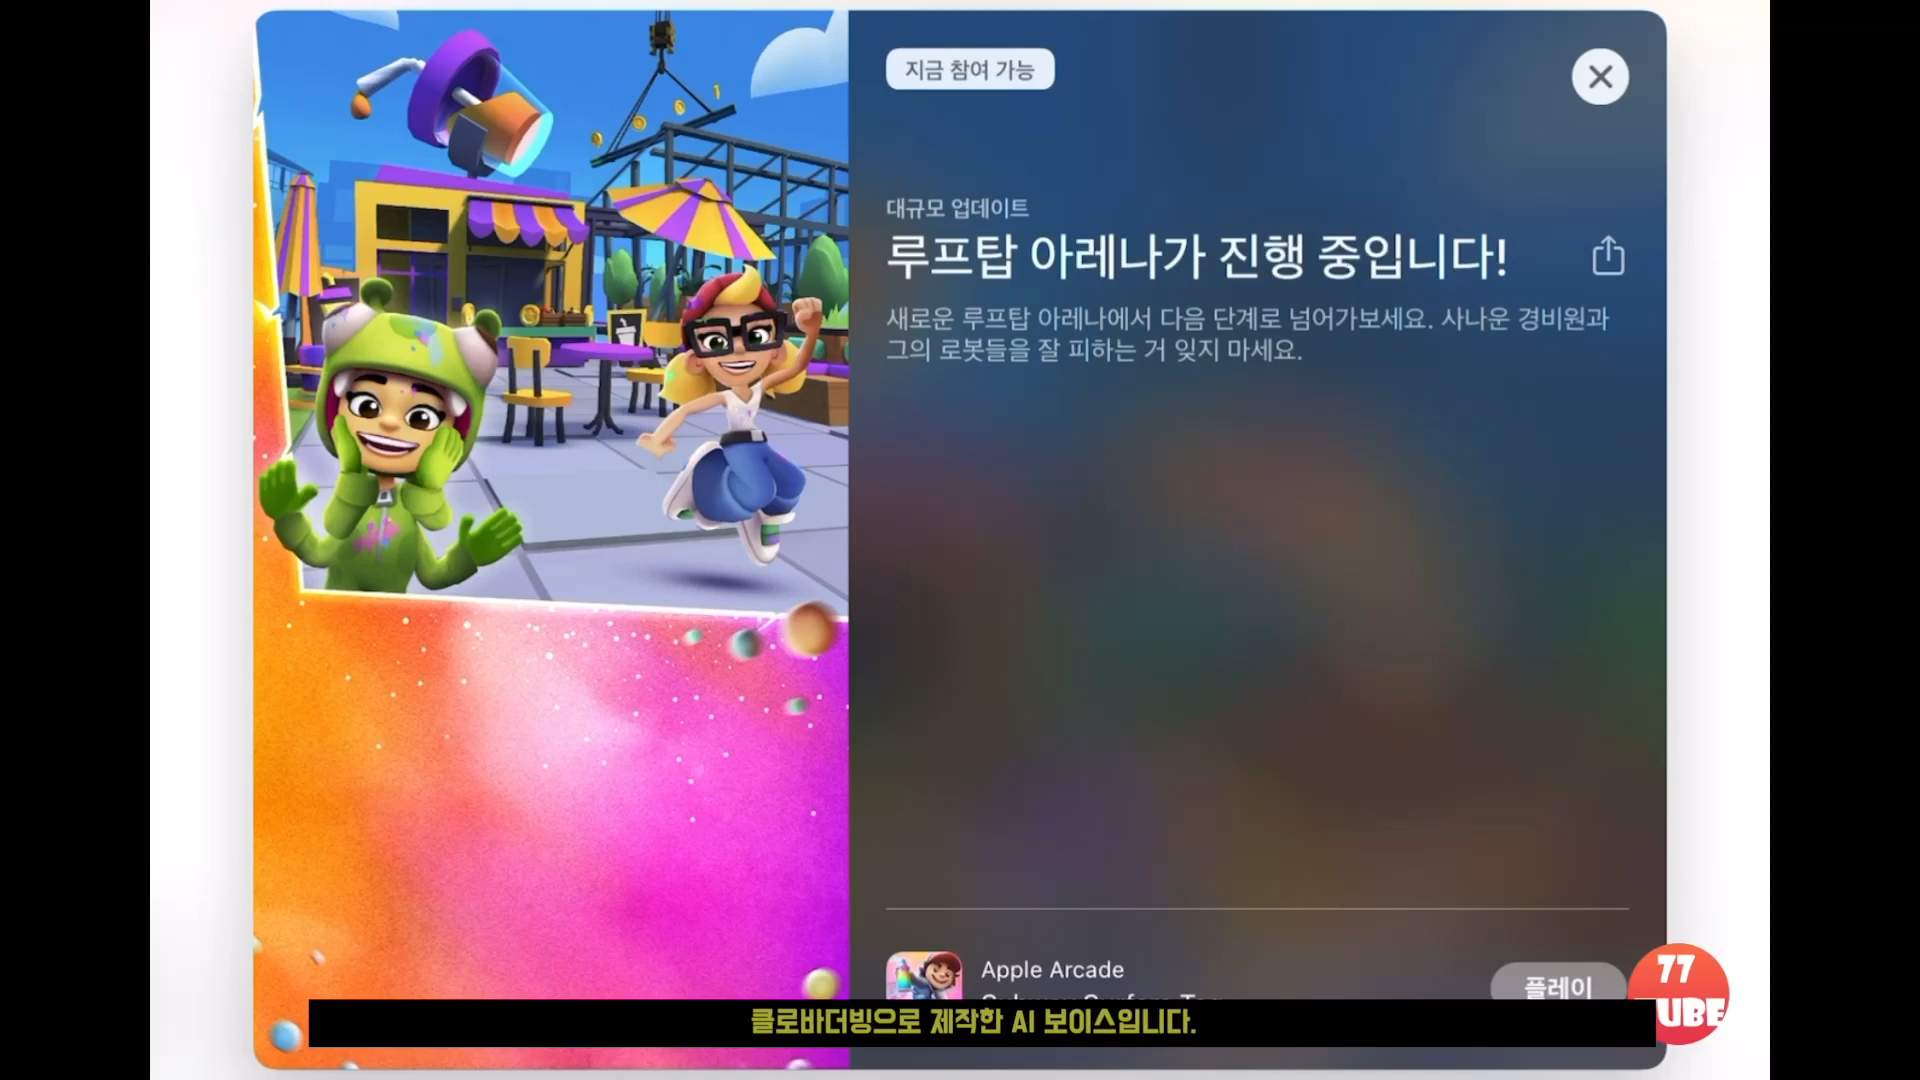 지금 참여 가능
대규모 업데이트
루프탑 아레나가 진행 중입니다!
새로운 루프탑 아레나에서 다음 단계로 넘어가보세요. 사나운 경비원과
그의 로봇들을 잘 피하는 거 잊지 마세요.
Apple Arcade
플레이
77
TUBE
클로바더빙으로 제작한 AI 보이스입니다.